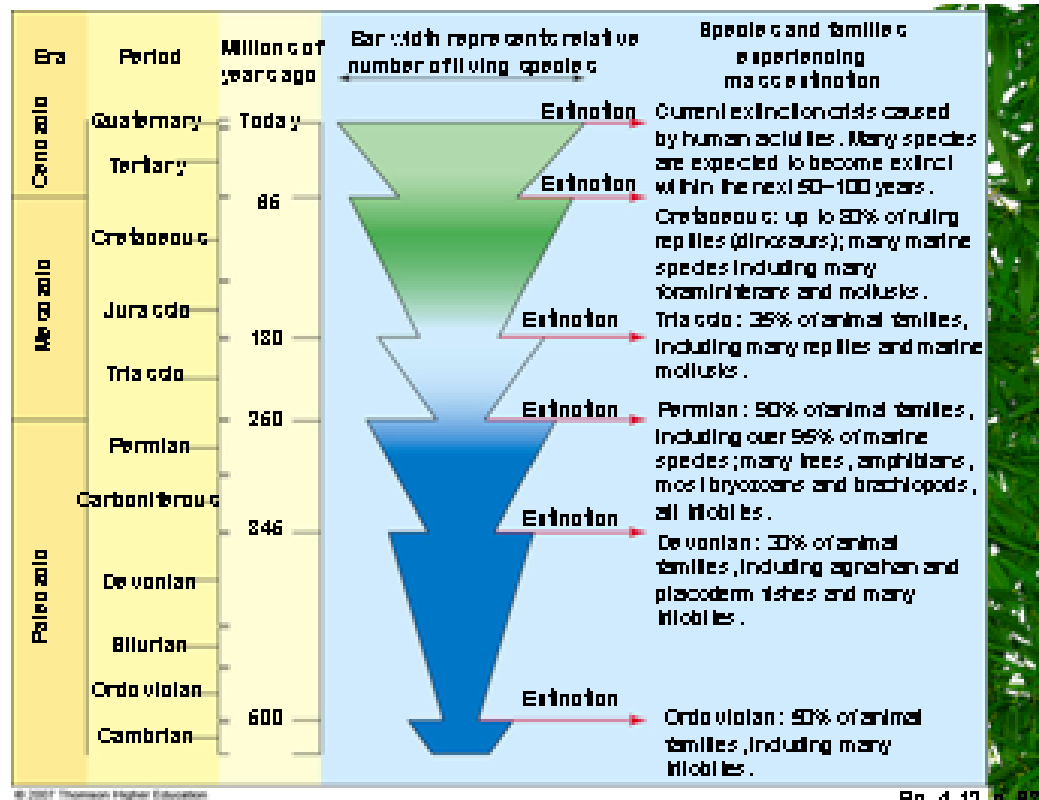 Era
Period
Millions of
years ago
Bar width represents relative
number of living species
Species and families
experiencing
mass extinction
Cenozoic
Quaternary
Today
Extinction
Current extinction crisis caused
by human activities. Many species
are expected to become extinct
within the next 50–100 years.
Tertiary
65
Extinction
Cretaceous: up to 80% of ruling
reptiles (dinosaurs); many marine
species including many
foraminiferans and mollusks.
Mesozoic
Cretaceous
Jurassic
180
Extinction
Triassic: 35% of animal families,
including many reptiles and marine
mollusks.
Triassic
250
Extinction
Permian: 90% of animal families,
including over 95% of marine
species; many trees, amphibians,
most bryozoans and brachiopods,
all trilobites.
Paleozoic
Permian
Carboniferous
345
Extinction
Devonian: 30% of animal
families, including agnathan and
placoderm fishes and many
trilobites.
Devonian
Silurian
Ordovician
500
Extinction
Ordovician: 50% of animal
families, including many
trilobites.
Cambrian
© 2007 Thomson Higher Education